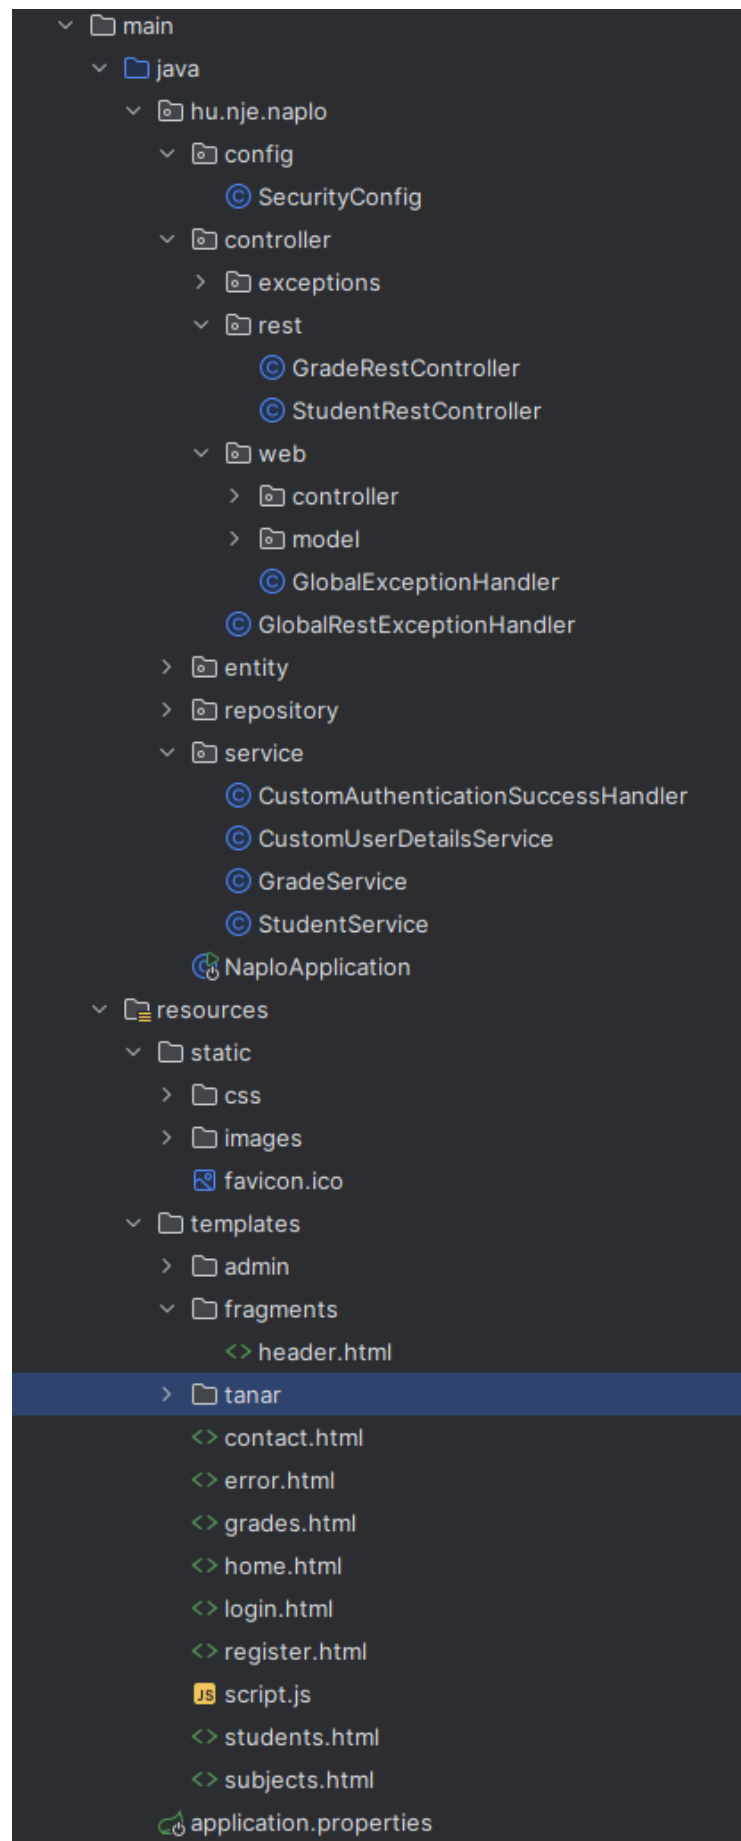 main
java
hu.nje.naplo
config
SecurityConfig
controller
exceptions
rest
GradeRestController
StudentRestController
web
controller
model
GlobalExceptionHandler
GlobalRestExceptionHandler
entity
repository
service
CustomAuthenticationSuccessHandler
CustomUserDetailsService
GradeService
StudentService
NaploApplication
resources
static
css
images
favicon.ico
templates
admin
fragments
header.html
tanar
contact.html
error.html
grades.html
home.html
login.html
register.html
script.js
students.html
subjects.html
application.properties